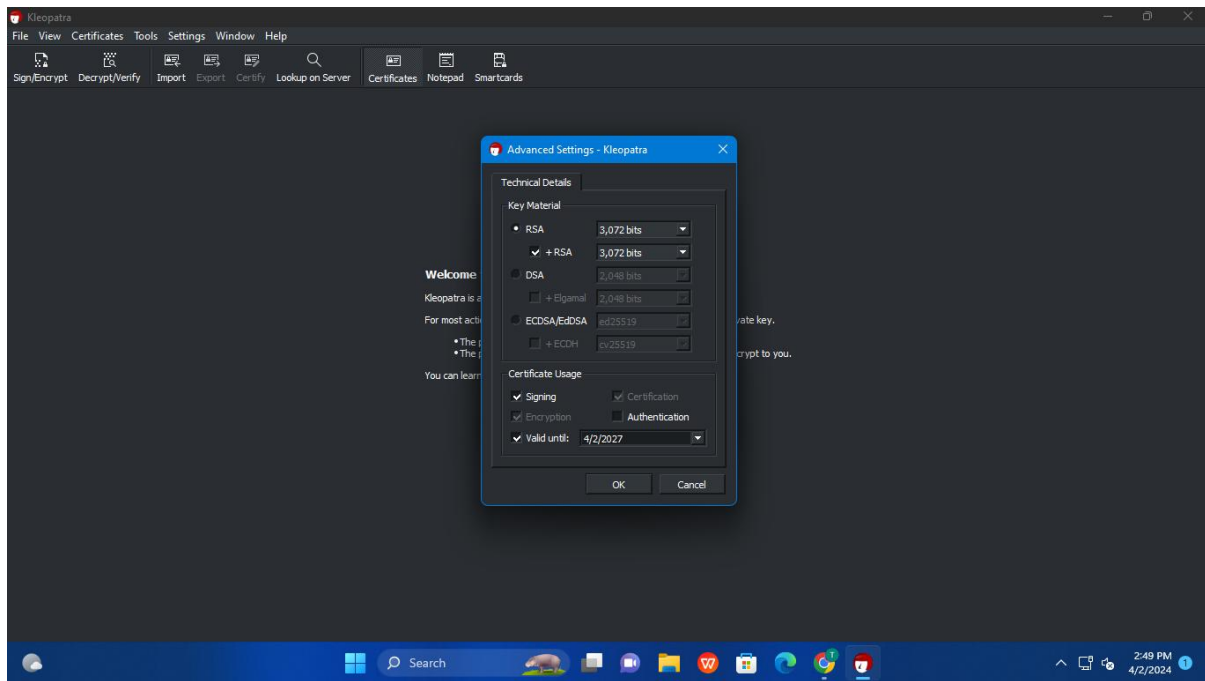 Kleopatra
File View Certificates Tools Settings Window Help
Sign/Encrypt Decrypt/Verify Import Export Certify Lookup on Server Certificates Notepad Smartcards
Advanced Settings - Kleopatra
Technical Details
Key Material
RSA 3,072 bits
+ RSA 3,072 bits
DSA 2,048 bits
+ Elgamal 2,048 bits
ECDSA/EdDSA ed25519
+ ECDH cv25519
Certificate Usage
Signing Certification
Encryption Authentication
Valid until: 4/2/2027
OK Cancel
Welcome
Kleopatra is a
For most acti vate key.
• The p
• The p crypt to you.
You can learn
Search
2:49 PM
4/2/2024
1